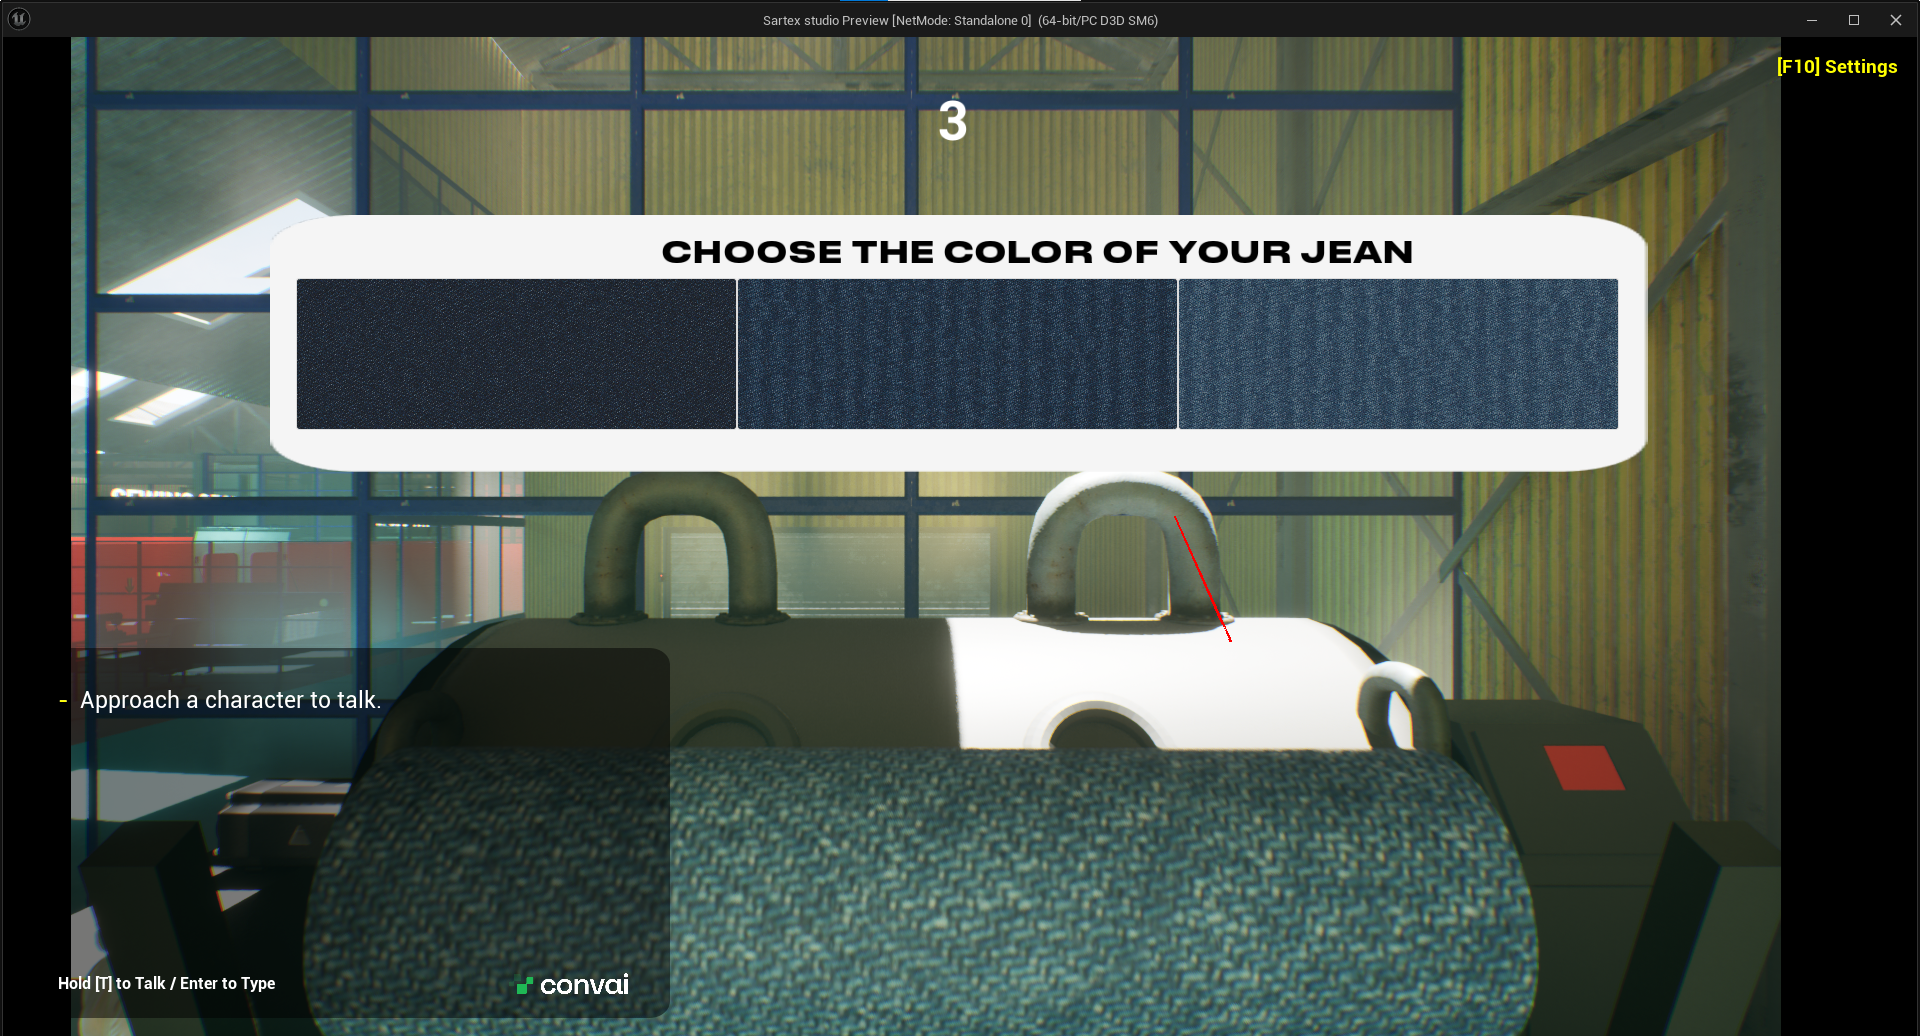 Sartex studio Preview [NetMode: Standalone 0]  (64-bit/PC D3D SM6)
[F10] Settings
3
CHOOSE THE COLOR OF YOUR JEAN
- Approach a character to talk.
Hold [T] to Talk / Enter to Type
convai